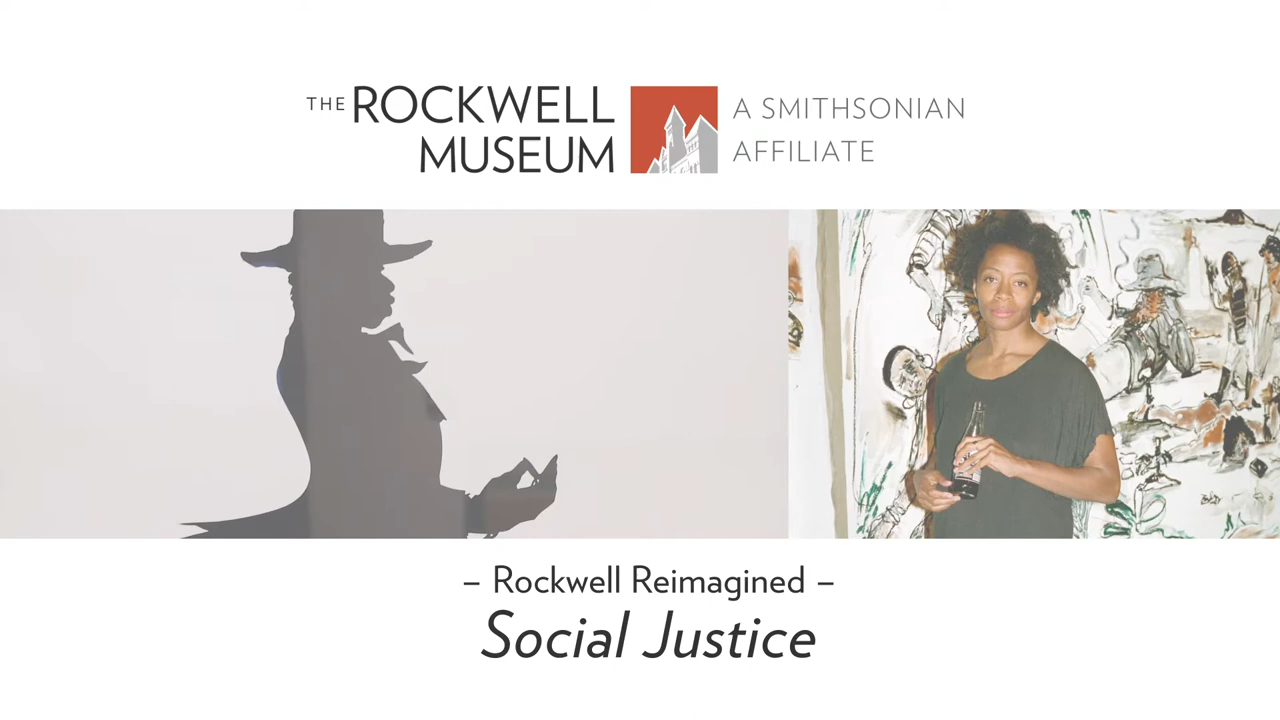 THE ROCKWELL
MUSEUM
A SMITHSONIAN
AFFILIATE
– Rockwell Reimagined –
Social Justice